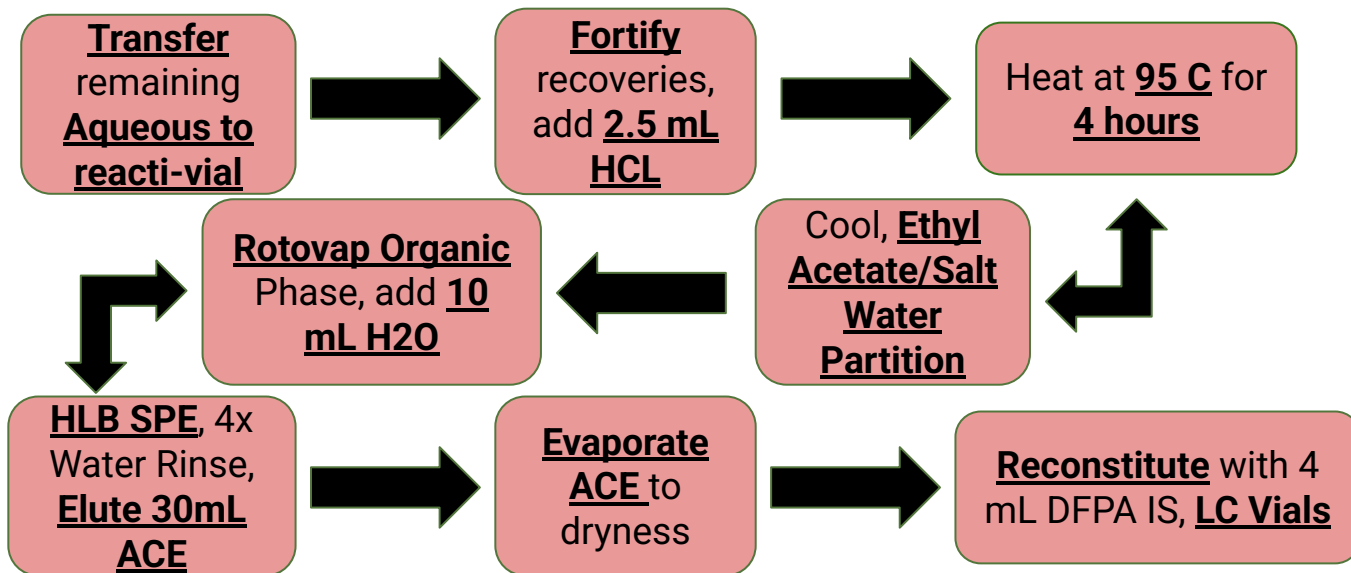 Transfer
remaining
Aqueous to
reacti-vial
Fortify
recoveries,
add 2.5 mL
HCL
Heat at 95 C for
4 hours
Cool, Ethyl
Acetate/Salt
Water
Partition
Rotovap Organic
Phase, add 10
mL H2O
HLB SPE, 4x
Water Rinse,
Elute 30mL
ACE
Evaporate
ACE to
dryness
Reconstitute with 4
mL DFPA IS, LC Vials